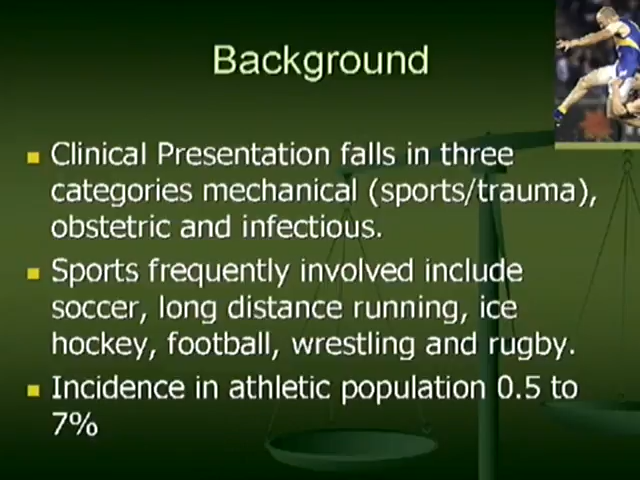 Background
Clinical Presentation falls in three
categories mechanical (sports/trauma),
obstetric and infectious.
Sports frequently involved include
soccer, long distance running, ice
hockey, football, wrestling and rugby.
Incidence in athletic population 0.5 to
7%